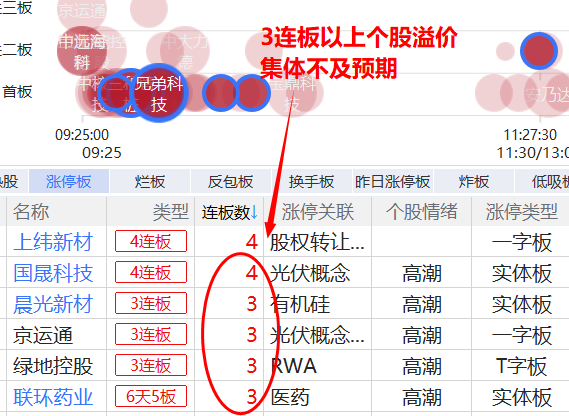 三板
京运通
3连板以上个股溢价
集体不及预期
二板
中远海科
首板
兄弟科技
09:25:00
11:27:30
09:25
11:30/13:0
热股
涨停板
烂板
反包板
换手板
昨日涨停板
炸板
低吸板
名称
类型
连板数↓
涨停关联
个股情绪
涨停类型
上纬新材
4连板
4
股权转让...
一字板
国晟科技
4连板
4
光伏概念
高潮
实体板
晨光新材
3连板
3
有机硅
高潮
实体板
京运通
3连板
3
光伏概念...
高潮
一字板
绿地控股
3连板
3
RWA
高潮
T字板
联环药业
6天5板
3
医药
高潮
实体板